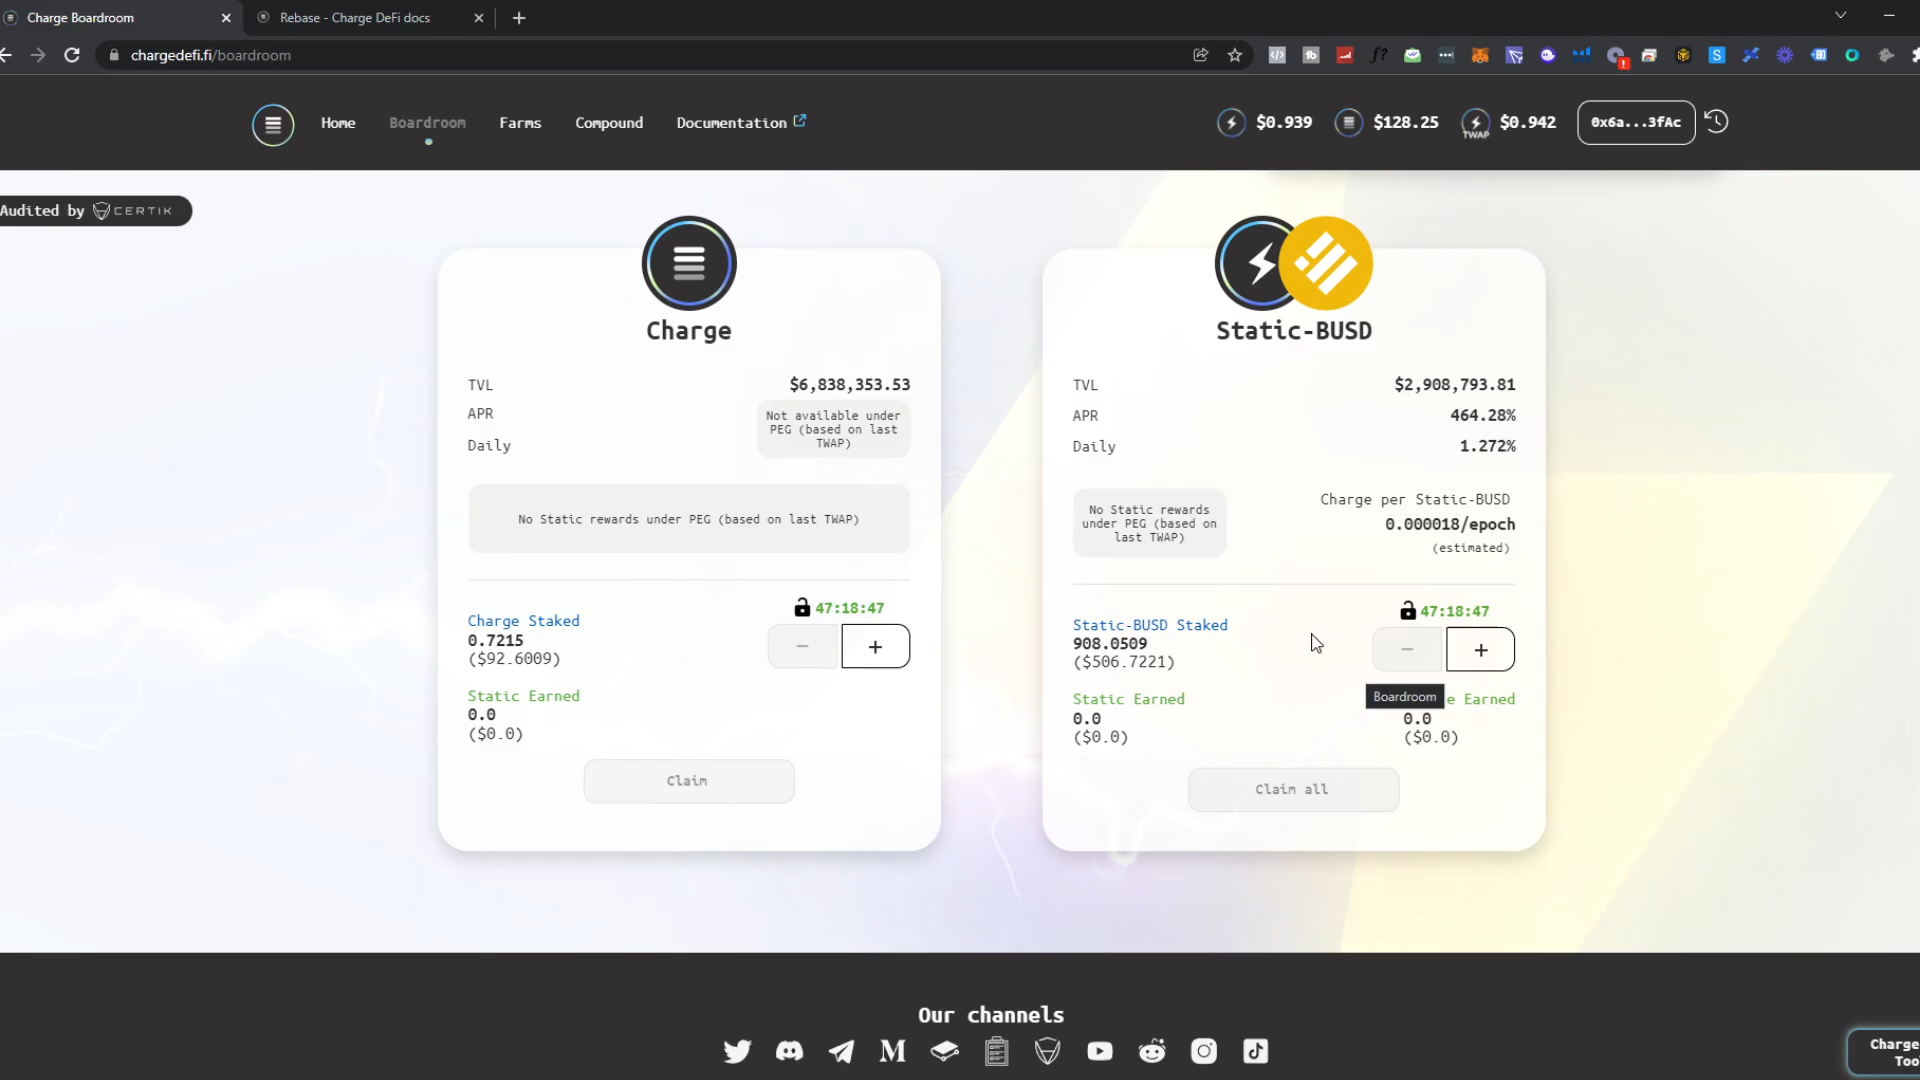 Charge Boardroom
Rebase - Charge DeFi docs
chargedefi.fi/boardroom
Home
Boardroom
Farms
Compound
Documentation
$0.939
$128.25
TWAP
$0.942
0x6a...3fAc
Audited by CERTIK
Charge
TVL
$6,838,353.53
APR
Daily
Not available under
PEG (based on last
TWAP)
No Static rewards under PEG (based on last TWAP)
Charge Staked
0.7215
($92.6009)
47:18:47
− +
Static Earned
0.0
($0.0)
Claim
Static-BUSD
TVL
$2,908,793.81
APR
464.28%
Daily
1.272%
No Static rewards
under PEG (based on
last TWAP)
Charge per Static-BUSD
0.000018/epoch
(estimated)
Static-BUSD Staked
908.0509
($506.7221)
47:18:47
− +
Boardroom
Static Earned
0.0
($0.0)
e Earned
0.0
($0.0)
Claim all
Our channels
Charge
Too